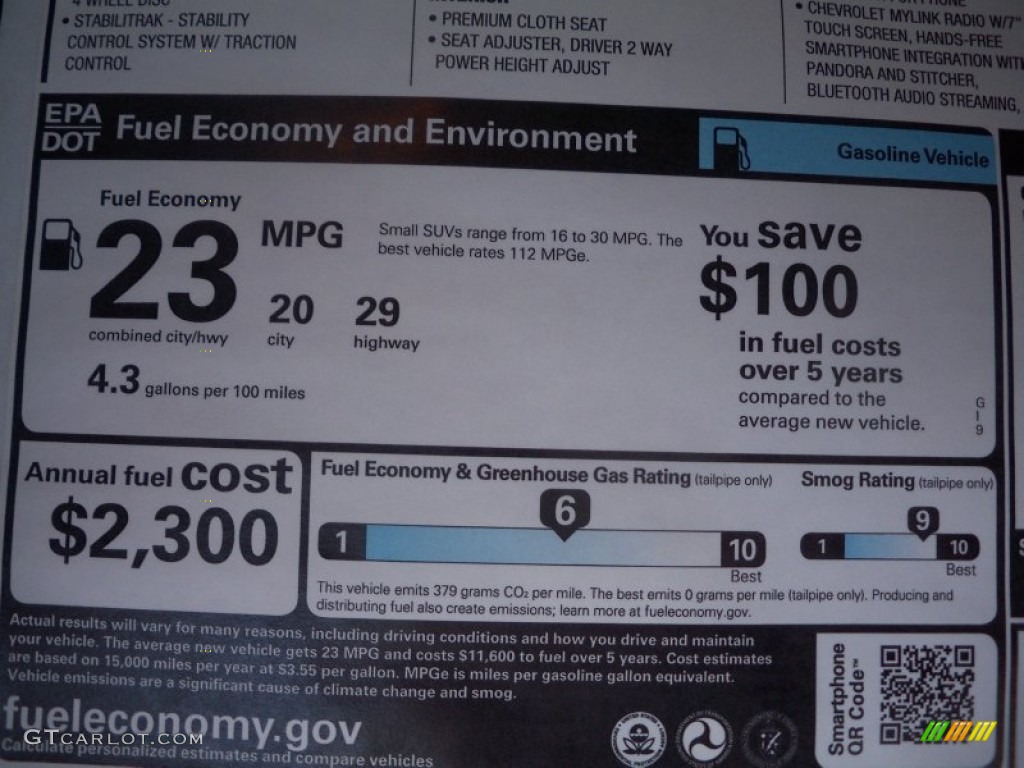 4 WHEEL DISC
• STABILITRAK - STABILITY
CONTROL SYSTEM W/ TRACTION
CONTROL
INTERIOR
• PREMIUM CLOTH SEAT
• SEAT ADJUSTER, DRIVER 2 WAY
POWER HEIGHT ADJUST
PHONE
• CHEVROLET MYLINK RADIO W/7"
TOUCH SCREEN, HANDS-FREE
SMARTPHONE INTEGRATION WITH
PANDORA AND STITCHER,
BLUETOOTH AUDIO STREAMING,
EPA
DOT
Fuel Economy and Environment
Gasoline Vehicle
Fuel Economy
23 MPG
combined city/hwy
20
city
29
highway
4.3 gallons per 100 miles
Small SUVs range from 16 to 30 MPG. The
best vehicle rates 112 MPGe.
You save
$100
in fuel costs
over 5 years
compared to the
average new vehicle.
G
I
9
Annual fuel cost
$2,300
Fuel Economy & Greenhouse Gas Rating (tailpipe only)
6
1
10
Best
Smog Rating (tailpipe only)
9
1
10
Best
This vehicle emits 379 grams CO₂ per mile. The best emits 0 grams per mile (tailpipe only). Producing and
distributing fuel also create emissions; learn more at fueleconomy.gov.
Actual results will vary for many reasons, including driving conditions and how you drive and maintain
your vehicle. The average new vehicle gets 23 MPG and costs $11,600 to fuel over 5 years. Cost estimates
are based on 15,000 miles per year at $3.55 per gallon. MPGe is miles per gasoline gallon equivalent.
Vehicle emissions are a significant cause of climate change and smog.
fueleconomy.gov
Calculate personalized estimates and compare vehicles
GTcarlot.com
Smartphone
QR Code™